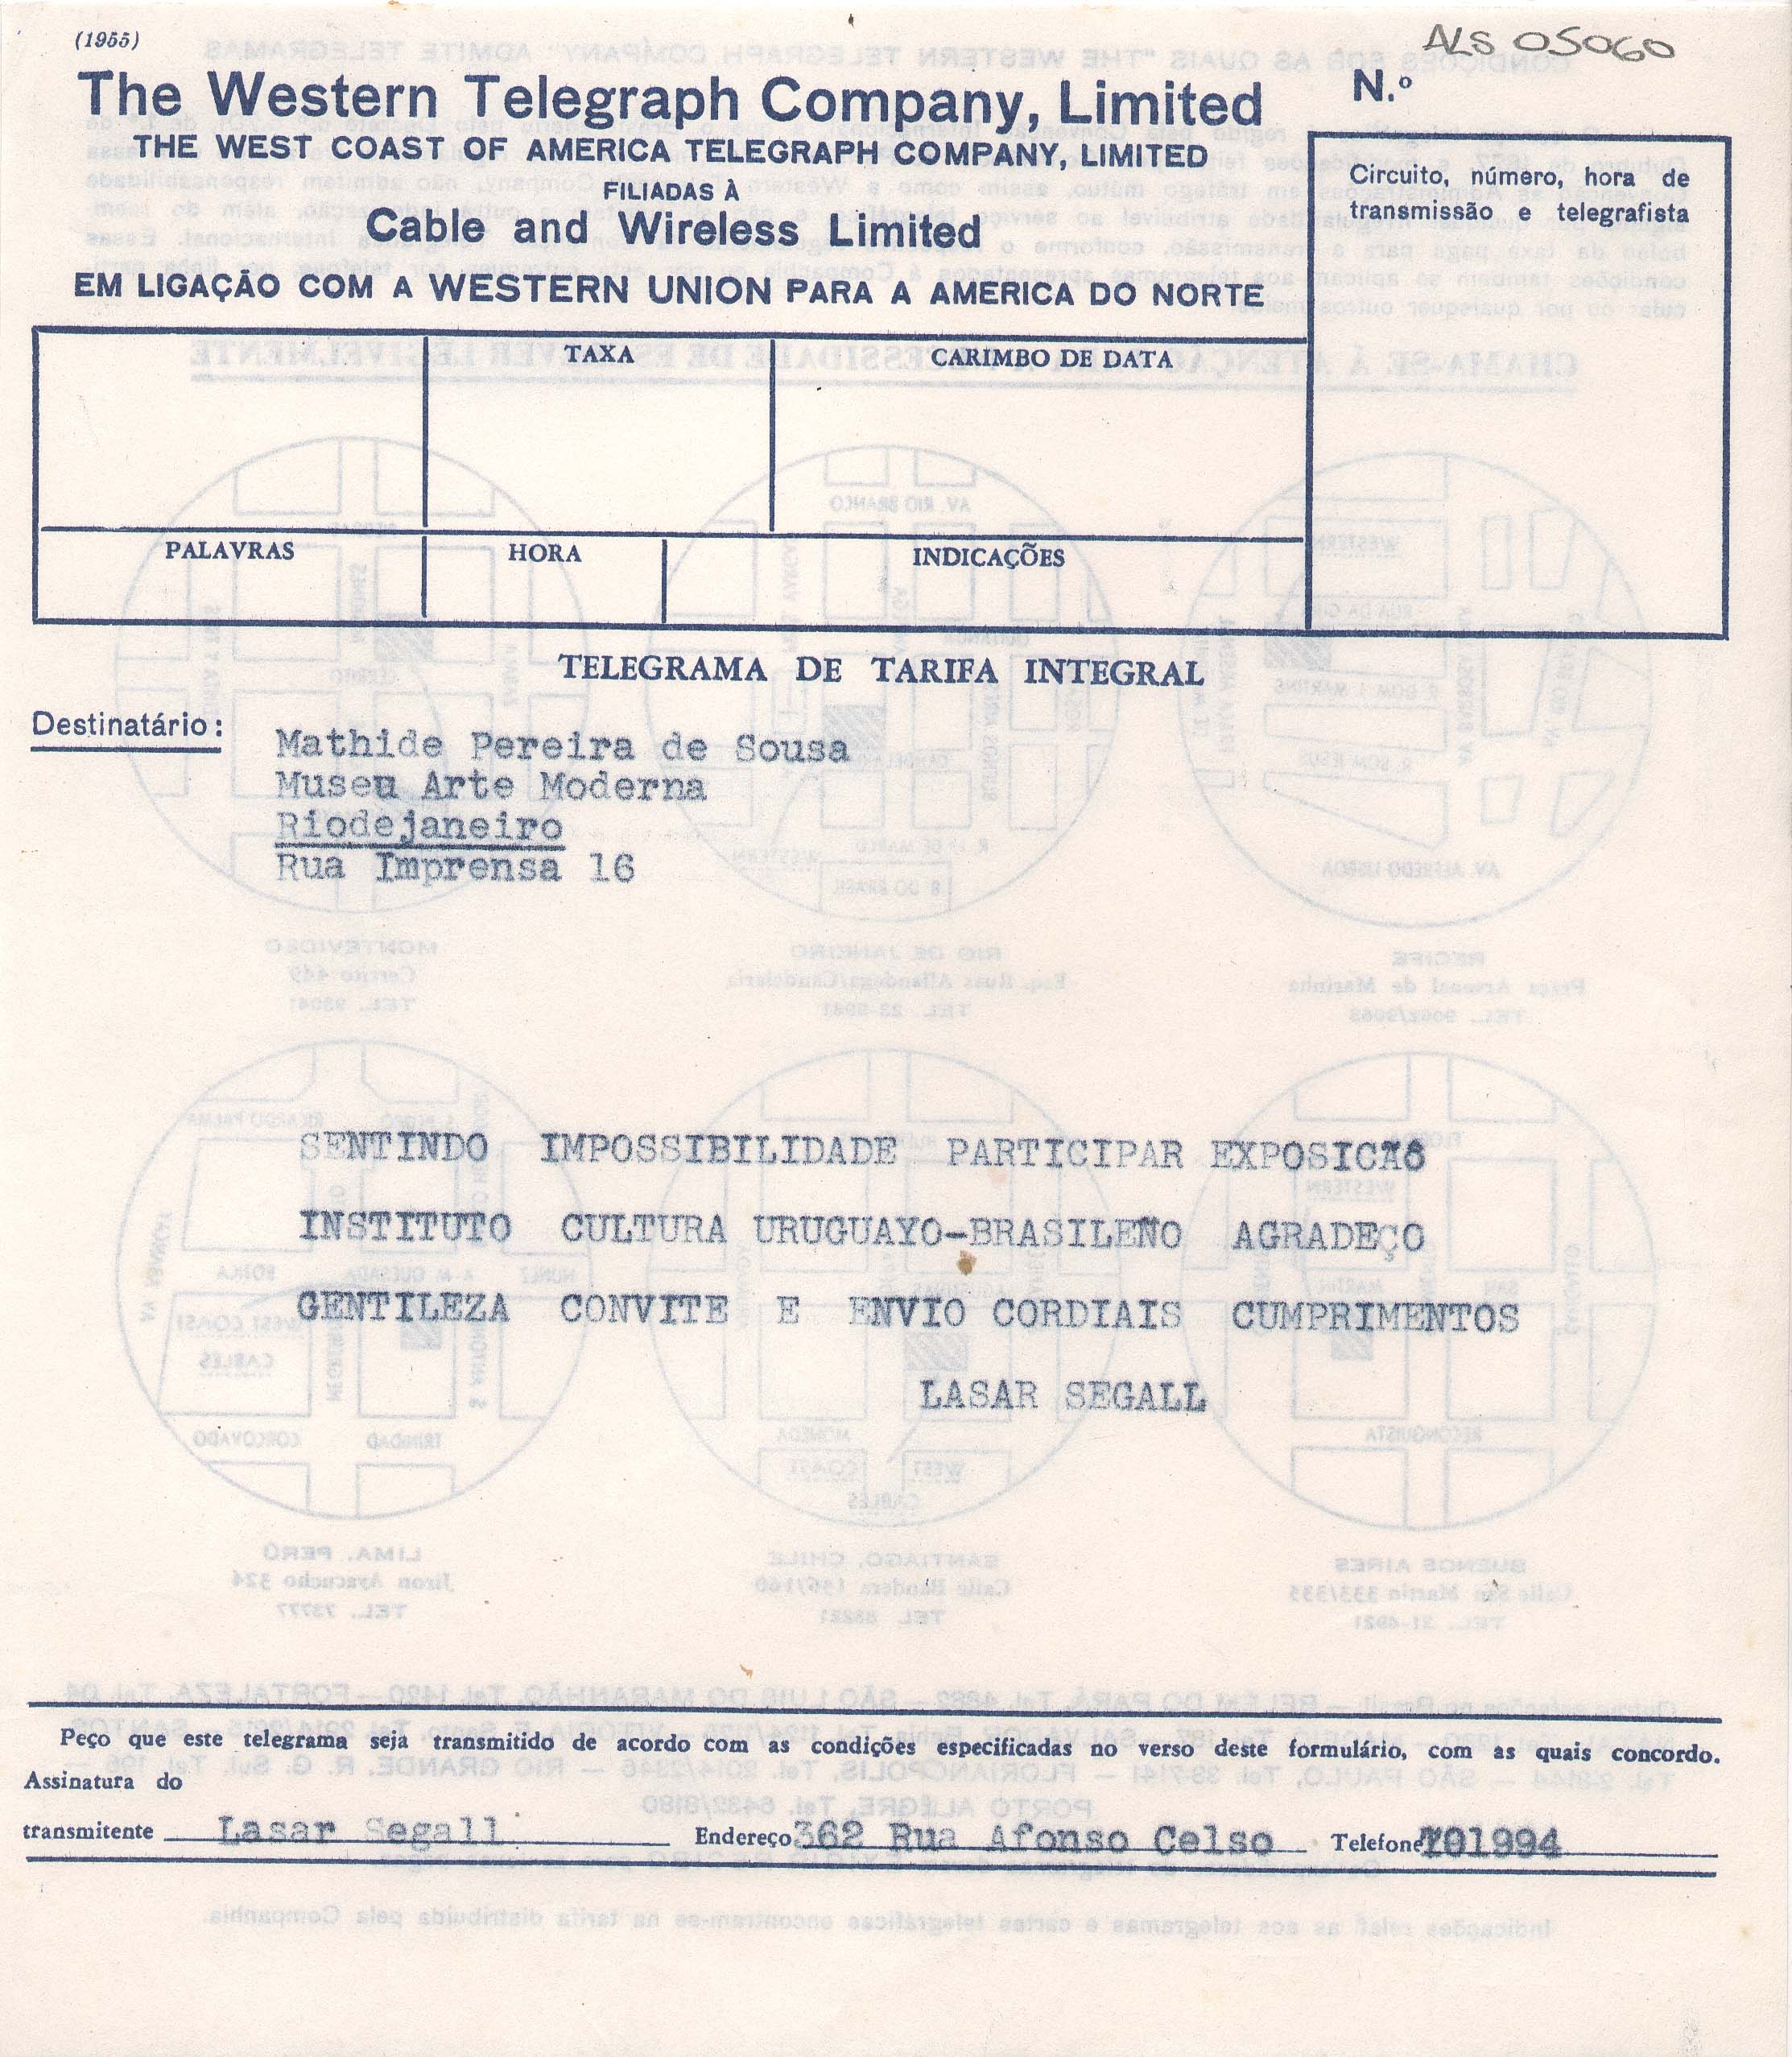 (1955)
ALS 05060
The Western Telegraph Company, Limited
N.º
THE WEST COAST OF AMERICA TELEGRAPH COMPANY, LIMITED
FILIADAS À
Cable and Wireless Limited
EM LIGAÇÃO COM A WESTERN UNION PARA A AMERICA DO NORTE
Circuito, número, hora de
transmissão e telegrafista
TAXA
CARIMBO DE DATA
PALAVRAS
HORA
INDICAÇÕES
TELEGRAMA DE TARIFA INTEGRAL
Destinatário:
Mathide Pereira de Sousa
Museu Arte Moderna
Riodejaneiro
Rua Imprensa 16
SENTINDO IMPOSSIBILIDADE PARTICIPAR EXPOSICÃO
INSTITUTO CULTURA URUGUAYO-BRASILEÑO AGRADEÇO
GENTILEZA CONVITE E ENVIO CORDIAIS CUMPRIMENTOS
LASAR SEGALL
Peço que este telegrama seja transmitido de acordo com as condições especificadas no verso deste formulário, com as quais concordo.
Assinatura do
transmitente Lasar Segall Endereço 362 Rua Afonso Celso Telefone 701994